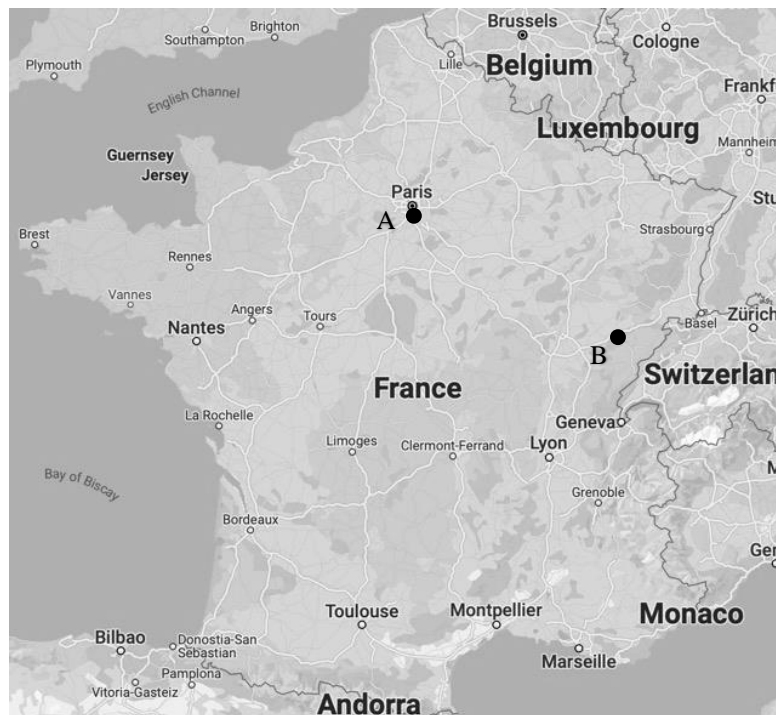 Brighton
Southampton
Plymouth
English Channel
Guernsey
Jersey
Brussels
Lille
Belgium
Cologne
Frankf
Luxembourg
Mannheim
Stu
Paris
A
Strasbourg
Brest
Rennes
Vannes
Angers
Tours
Nantes
Basel
Zürich
B
France
Switzerlan
La Rochelle
Geneva
Limoges
Clermont-Ferrand
Lyon
M
Bay of Biscay
Grenoble
Bordeaux
Ger
Toulouse
Montpellier
Monaco
Bilbao
Donostia-San
Sebastian
Marseille
Pamplona
Vitoria-Gasteiz
Andorra